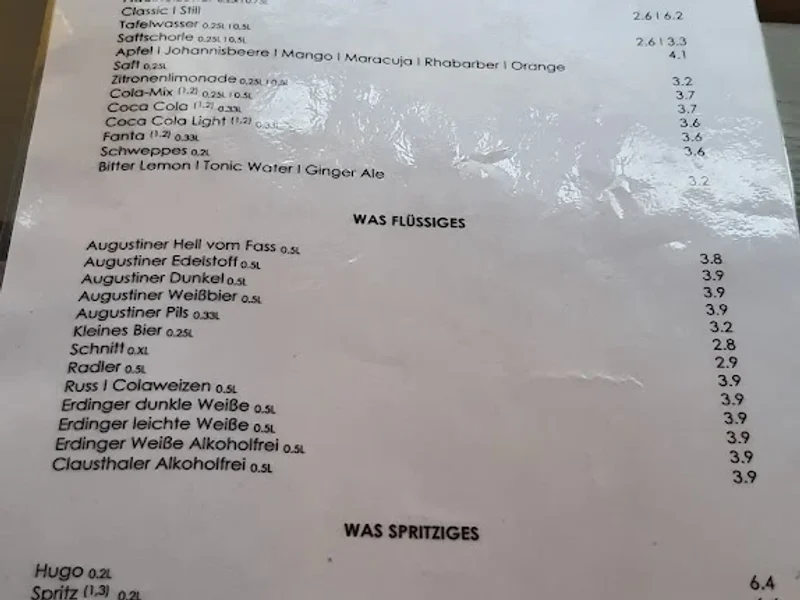 Classic I Still 2.6 I 6.2
Tafelwasser 0,25L I 0,5L 2.6 I 3.3
Saftschorle 0,25L I 0,5L 4.1
Apfel I Johannisbeere I Mango I Maracuja I Rhabarber I Orange
Saft 0,25L 3.2
Zitronenlimonade 0,25L I 0,5L 3.7
Cola-Mix (1,2) 0,25L I 0,5L 3.7
Coca Cola (1,2) 0.33L 3.6
Coca Cola Light (1,2) 0.33L 3.6
Fanta (1,2) 0.33L 3.6
Schweppes 0,2L
Bitter Lemon I Tonic Water I Ginger Ale 3.2
WAS FLÜSSIGES
Augustiner Hell vom Fass 0.5L 3.8
Augustiner Edelstoff 0.5L 3.9
Augustiner Dunkel 0.5L 3.9
Augustiner Weißbier 0.5L 3.9
Augustiner Pils 0.33L 3.2
Kleines Bier 0.25L 2.8
Schnitt 0.XL 2.9
Radler 0.5L 3.9
Russ I Colaweizen 0.5L 3.9
Erdinger dunkle Weiße 0.5L 3.9
Erdinger leichte Weiße 0.5L 3.9
Erdinger Weiße Alkoholfrei 0.5L 3.9
Clausthaler Alkoholfrei 0.5L 3.9
WAS SPRITZIGES
Hugo 0.2L 6.4
Spritz (1,3) 0.2L